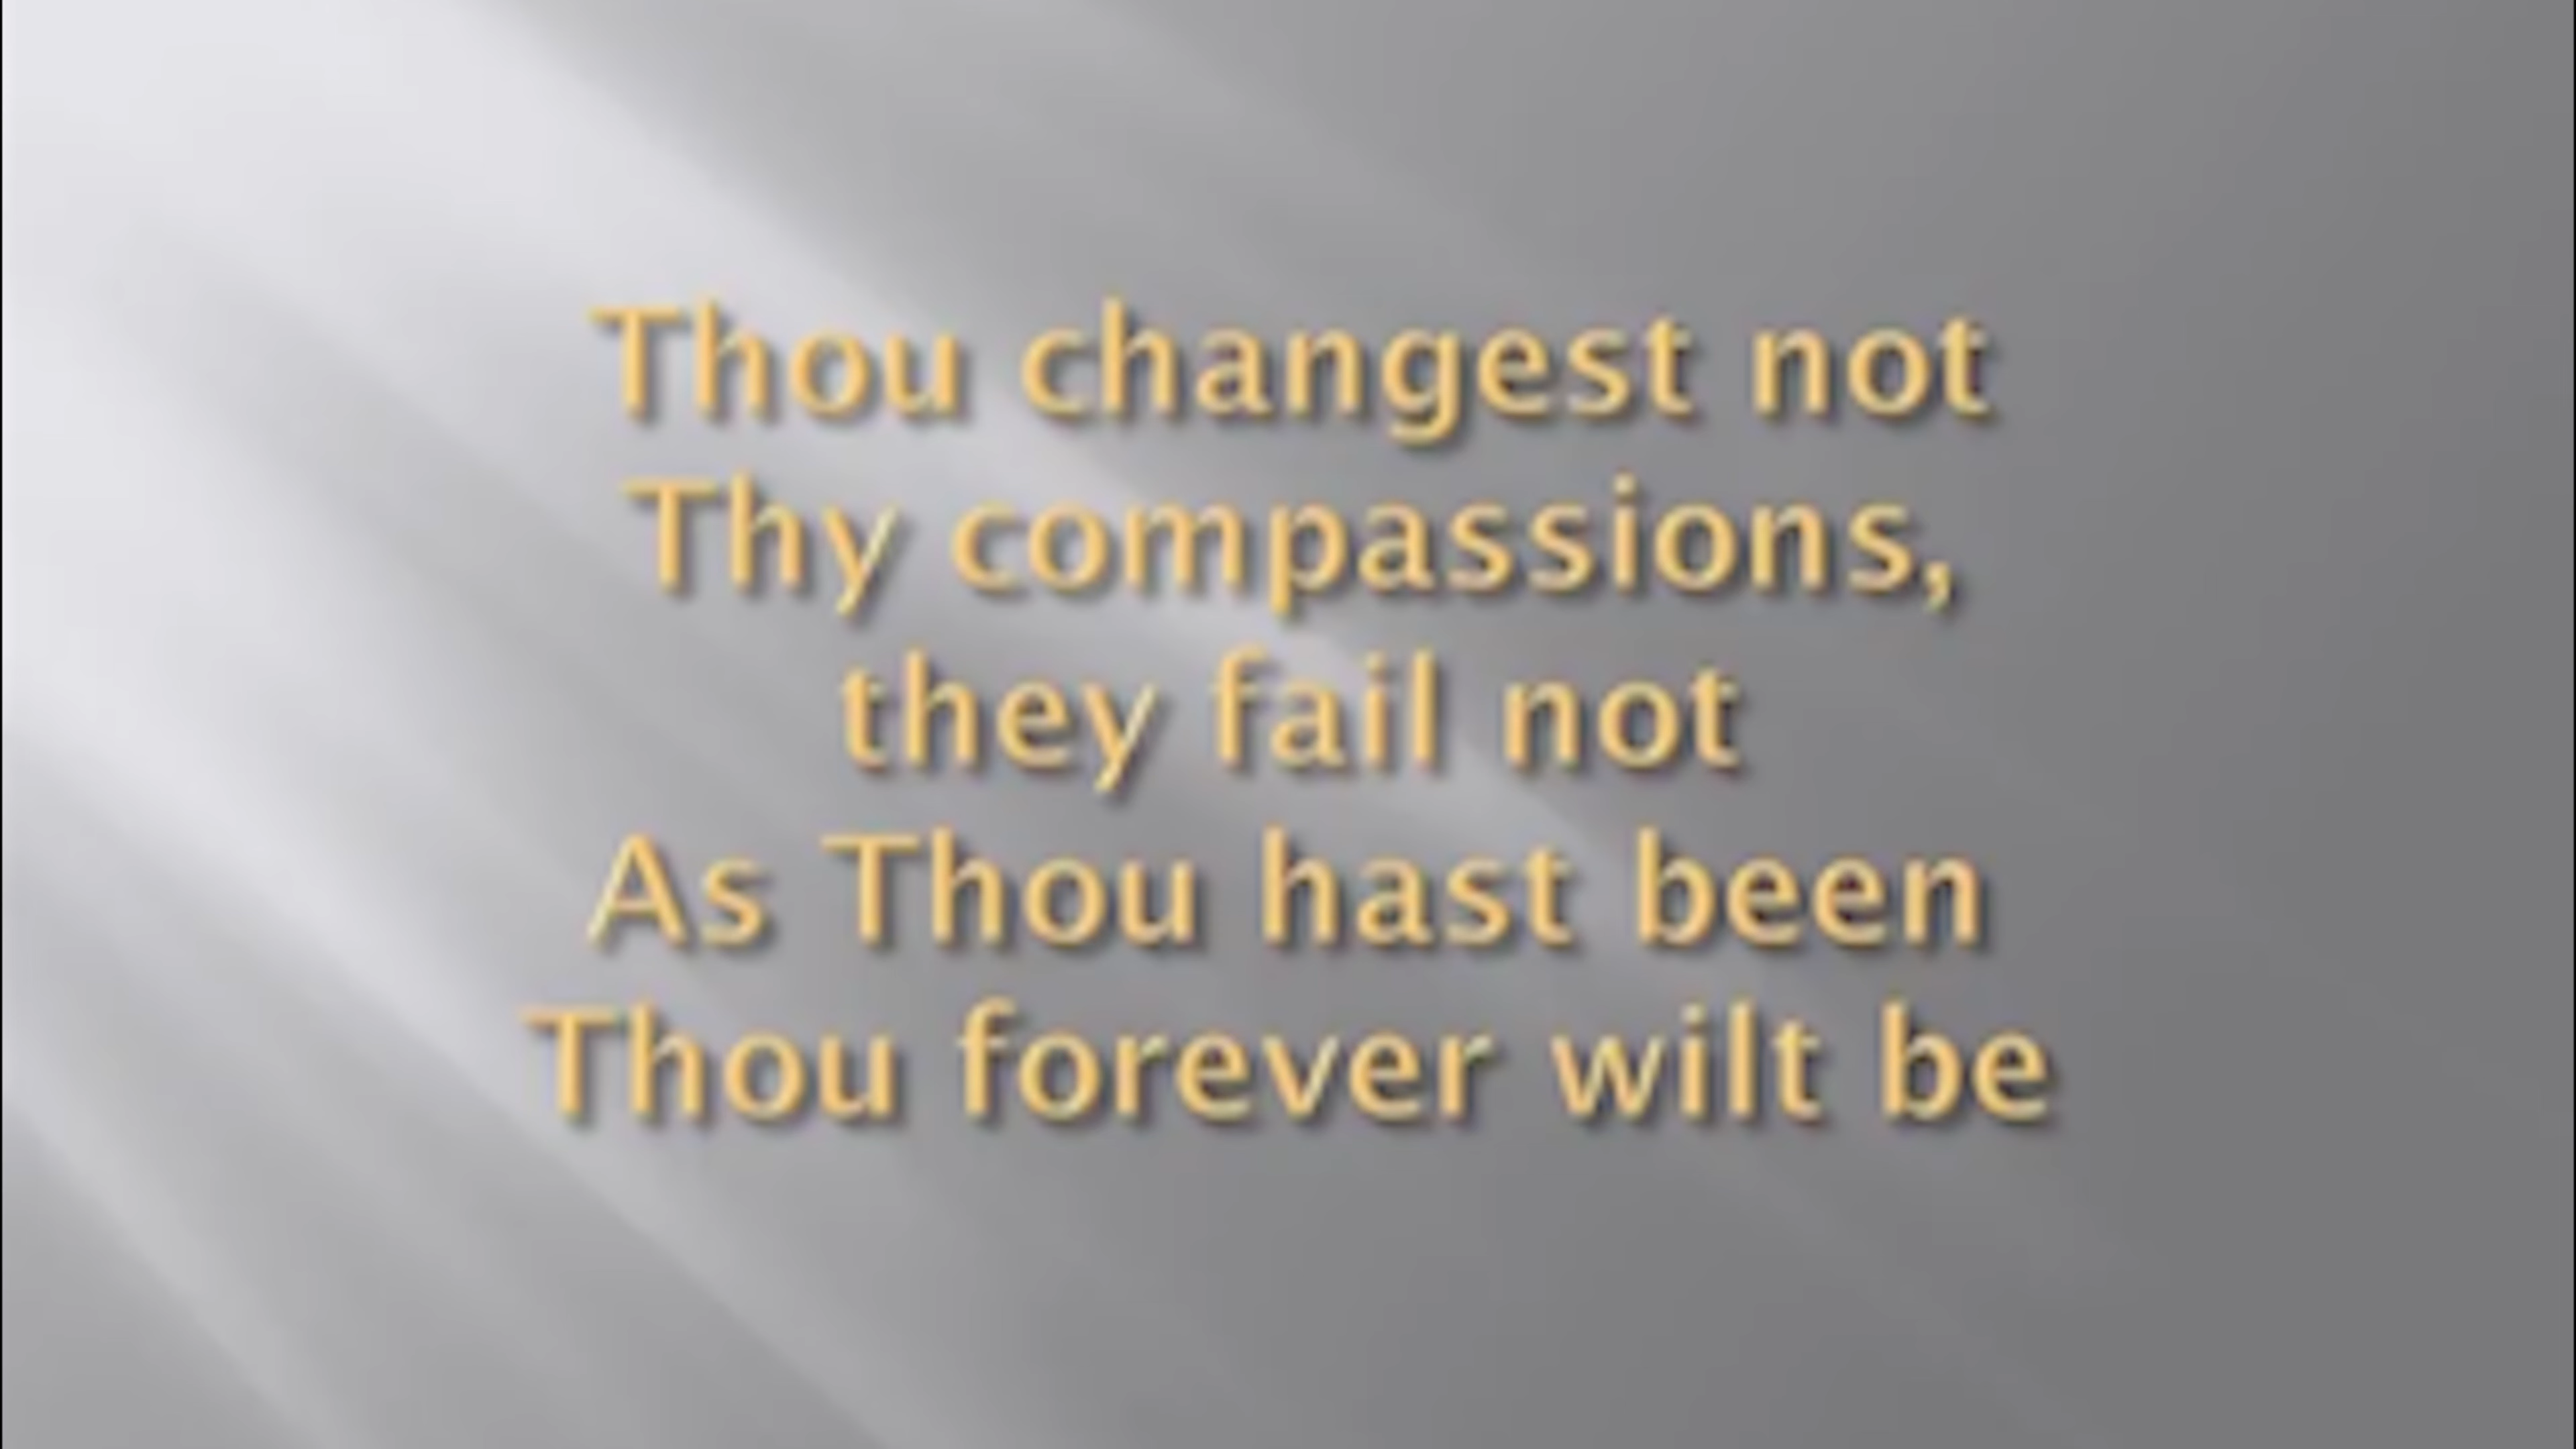 Thou changest not
Thy compassions,
they fail not
As Thou hast been
Thou forever wilt be